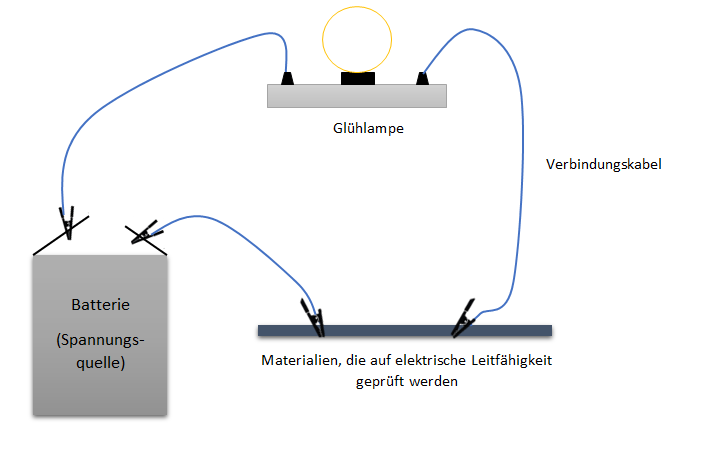 Glühlampe
Verbindungskabel
Batterie
(Spannungs-
quelle)
Materialien, die auf elektrische Leitfähigkeit
geprüft werden